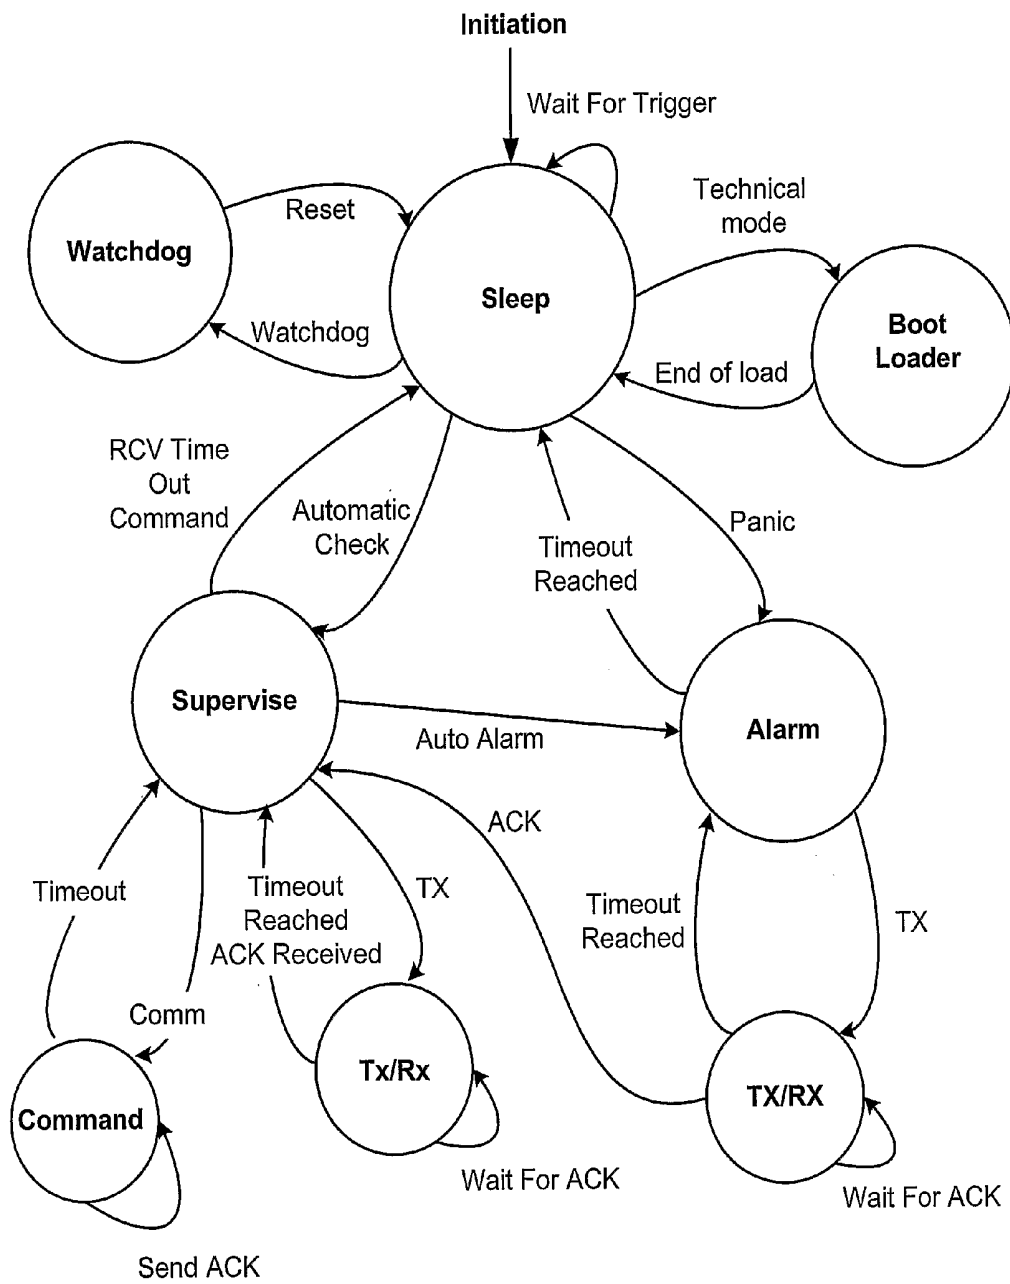 Initiation
Wait For Trigger
Technical
mode
Reset
Watchdog
Sleep
Boot
Loader
Watchdog
End of load
RCV Time
Out
Command
Automatic
Check
Panic
Timeout
Reached
Supervise
Alarm
Auto Alarm
ACK
Timeout
Timeout
Reached
ACK Received
TX
Timeout
Reached
TX
Comm
Tx/Rx
TX/RX
Command
Wait For ACK
Wait For ACK
Send ACK